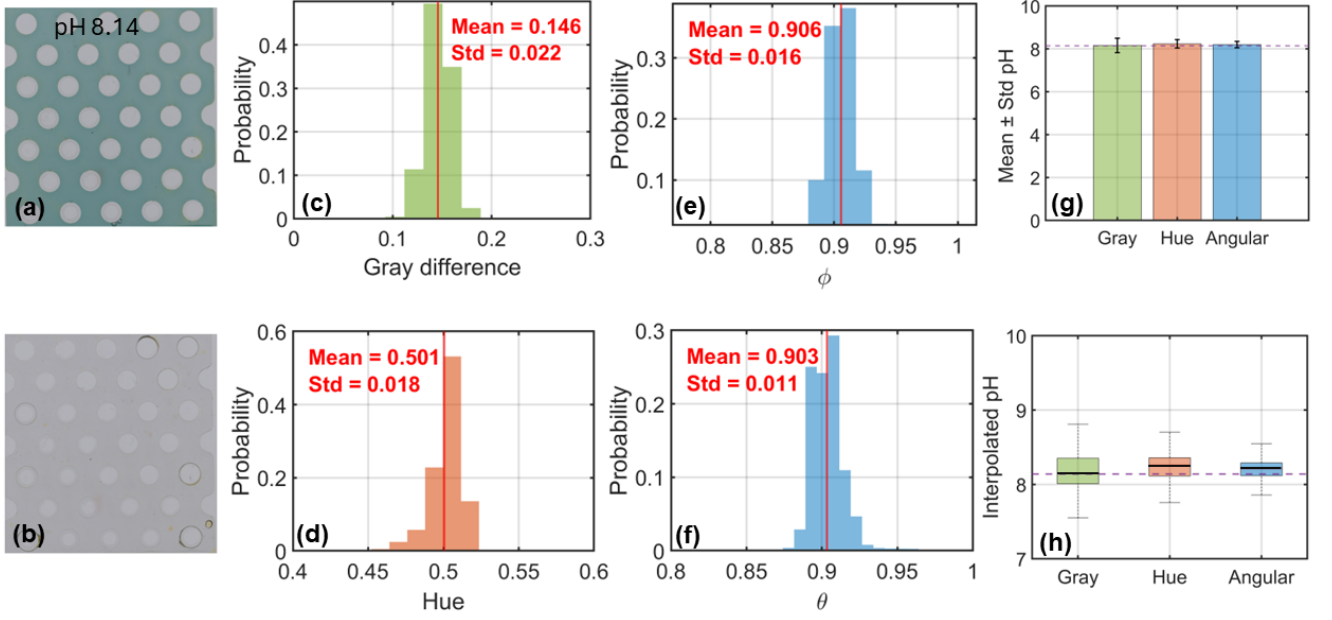 pH 8.14
(a)
0.4
0.3
0.2
0.1
0
Probability
Mean = 0.146
Std = 0.022
(c)
0 0.1 0.2 0.3
Gray difference
0.3
0.2
0.1
Probability
Mean = 0.906
Std = 0.016
(e)
0.8 0.85 0.9 0.95 1
ϕ
10
8
6
4
2
0
Mean ± Std pH
(g)
Gray Hue Angular
(b)
0.6
0.4
0.2
0
Probability
Mean = 0.501
Std = 0.018
(d)
0.4 0.45 0.5 0.55 0.6
Hue
0.3
0.2
0.1
0
Probability
Mean = 0.903
Std = 0.011
(f)
0.8 0.85 0.9 0.95 1
θ
10
9
8
7
Interpolated pH
(h)
Gray Hue Angular